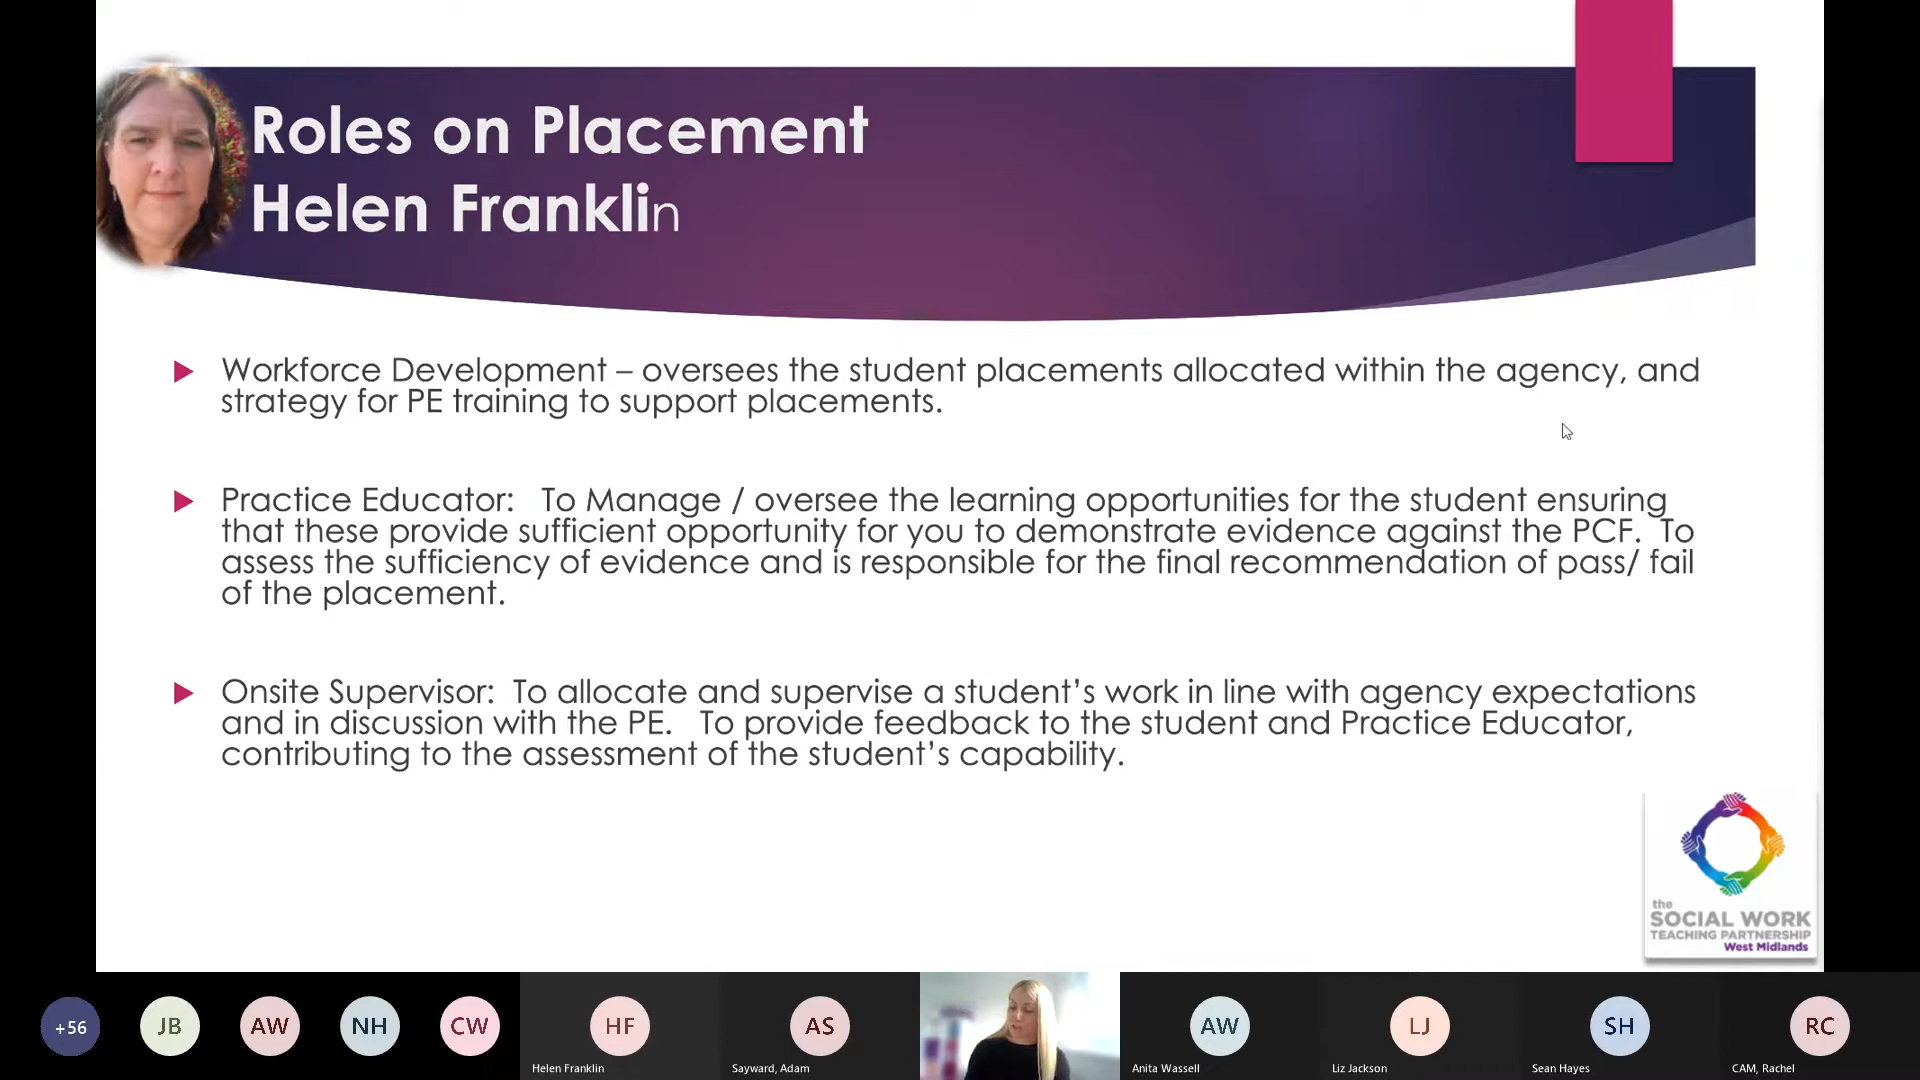 Roles on Placement
Helen Franklin
Workforce Development – oversees the student placements allocated within the agency, and
strategy for PE training to support placements.
Practice Educator:   To Manage / oversee the learning opportunities for the student ensuring
that these provide sufficient opportunity for you to demonstrate evidence against the PCF.  To
assess the sufficiency of evidence and is responsible for the final recommendation of pass/ fail
of the placement.
Onsite Supervisor:  To allocate and supervise a student’s work in line with agency expectations
and in discussion with the PE.   To provide feedback to the student and Practice Educator,
contributing to the assessment of the student’s capability.
the
SOCIAL WORK
TEACHING PARTNERSHIP
West Midlands
+56
JB
AW
NH
CW
HF
AS
AW
LJ
SH
RC
Helen Franklin
Sayward, Adam
Anita Wassell
Liz Jackson
Sean Hayes
CAM, Rachel